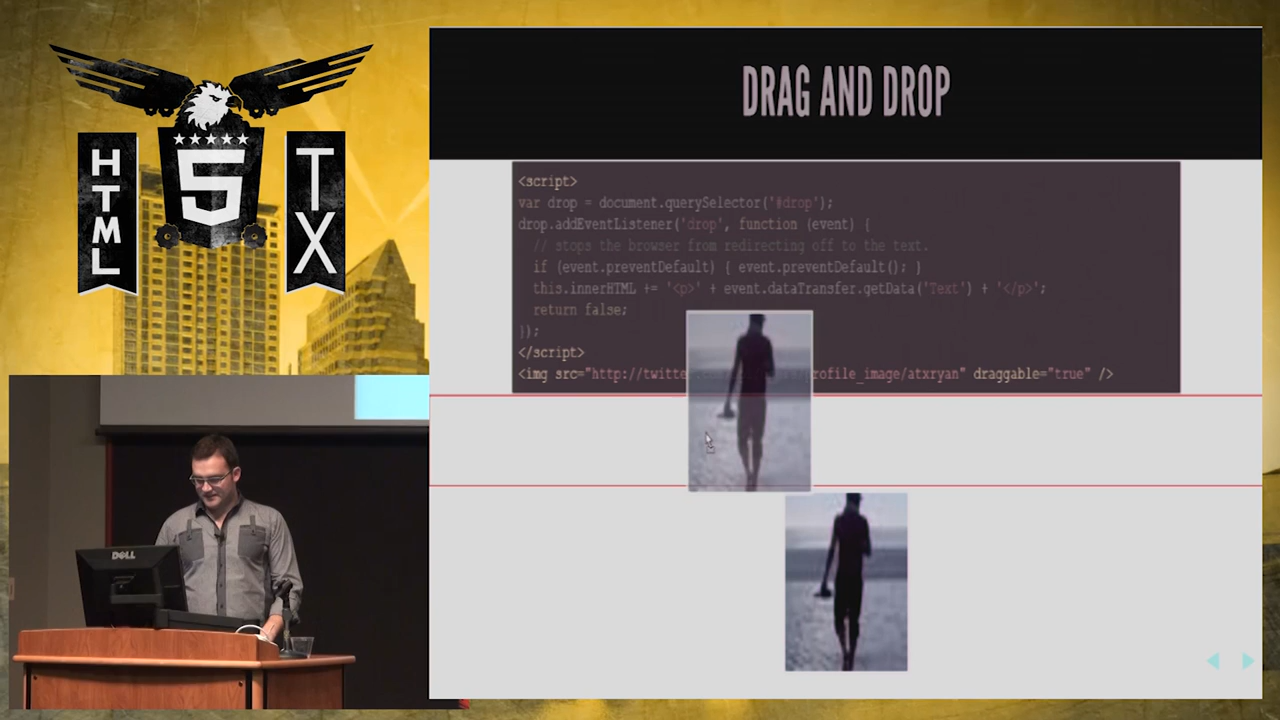 HTML
5
TX
DELL
DRAG AND DROP
<script>
var drop = document.querySelector('#drop');
drop.addEventListener('drop', function (event) {
// stops the browser from redirecting off to the text.
if (event.preventDefault) { event.preventDefault(); }
this.innerHTML += '<p>' + event.dataTransfer.getData('Text') + '</p>';
return false;
});
</script>
<img src="http://twitte rofile_image/atxryan" draggable="true" />